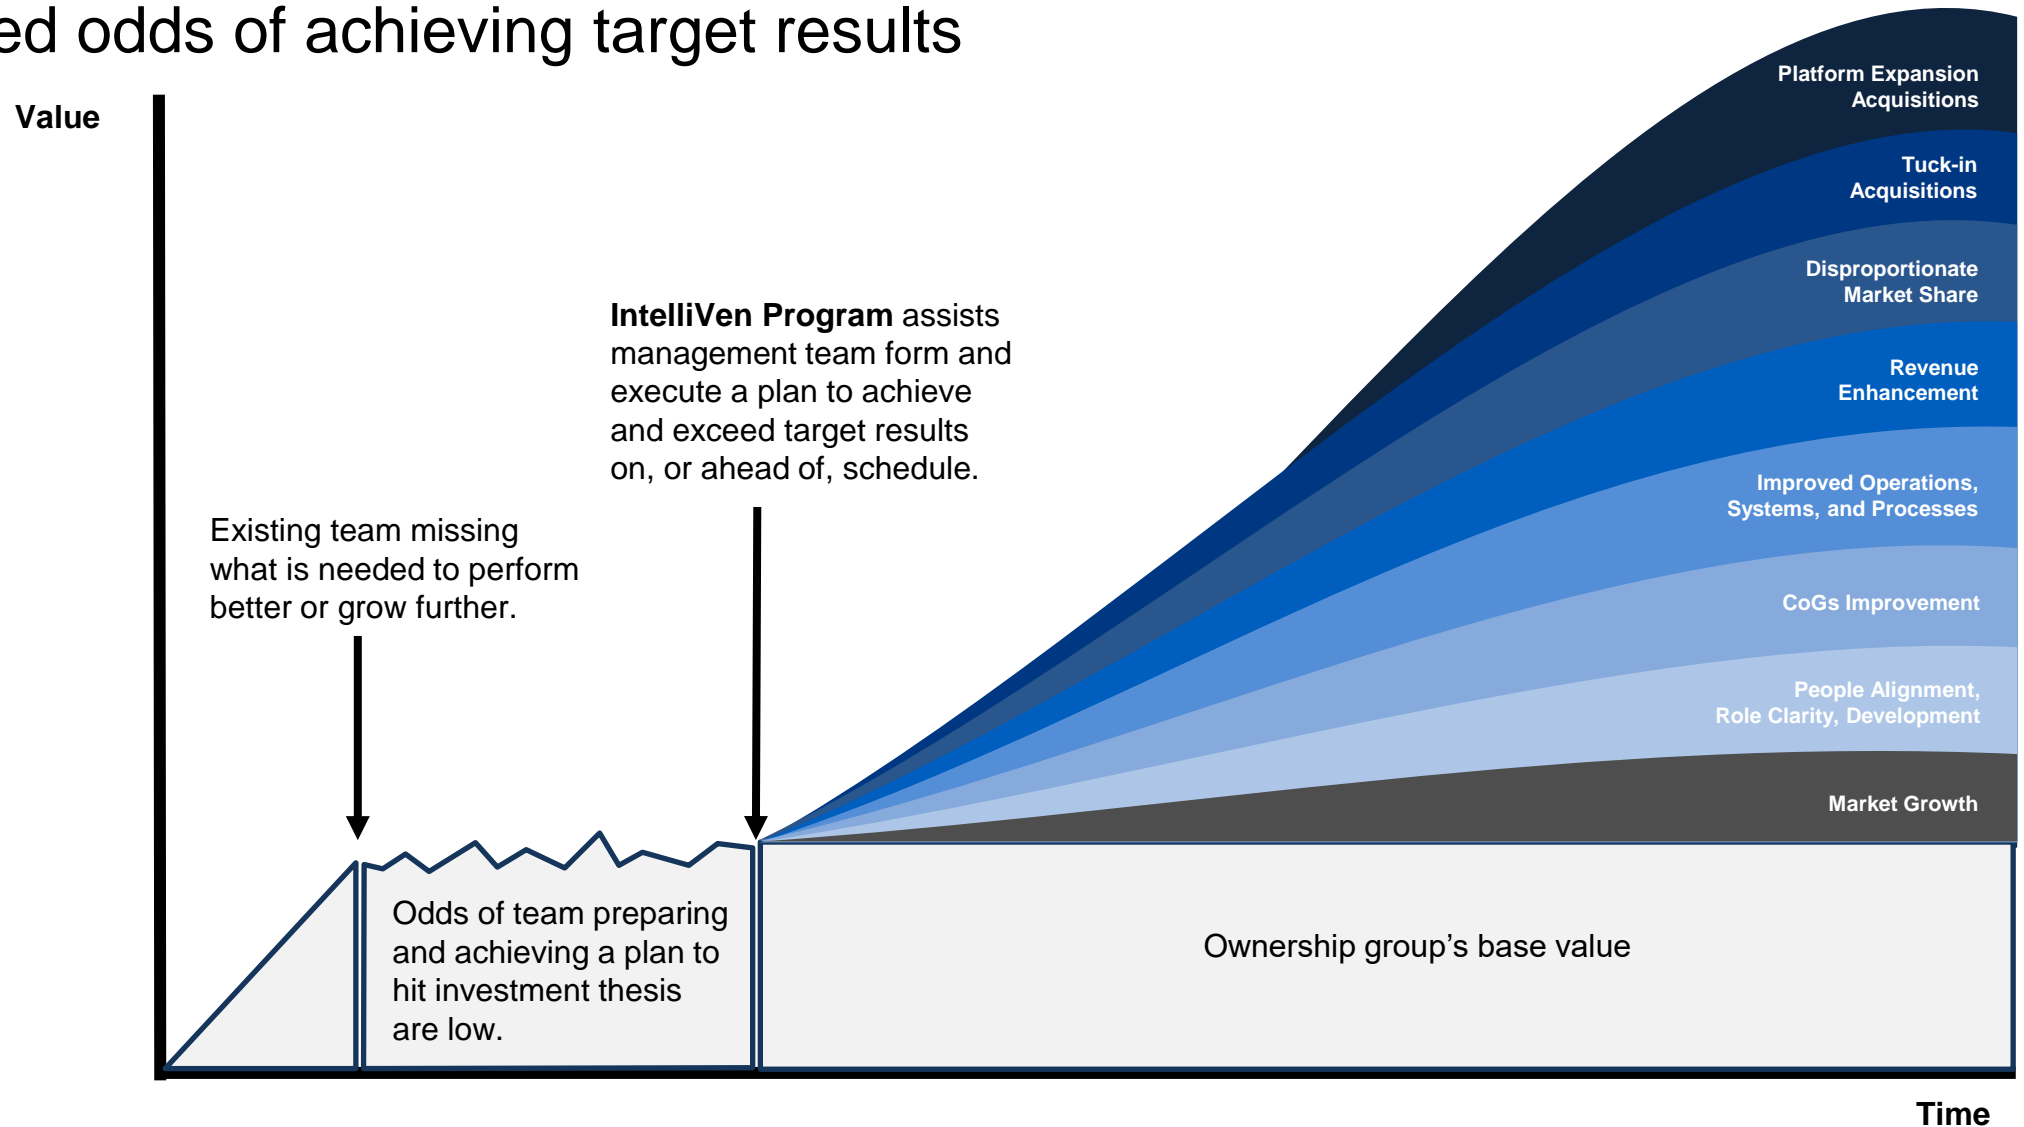 ed odds of achieving target results
Value
Platform Expansion
Acquisitions
Tuck-in
Acquisitions
Disproportionate
Market Share
IntelliVen Program assists
management team form and
execute a plan to achieve
and exceed target results
on, or ahead of, schedule.
Revenue
Enhancement
Improved Operations,
Systems, and Processes
Existing team missing
what is needed to perform
better or grow further.
CoGs Improvement
People Alignment,
Role Clarity, Development
Market Growth
Odds of team preparing
and achieving a plan to
hit investment thesis
are low.
Ownership group’s base value
Time